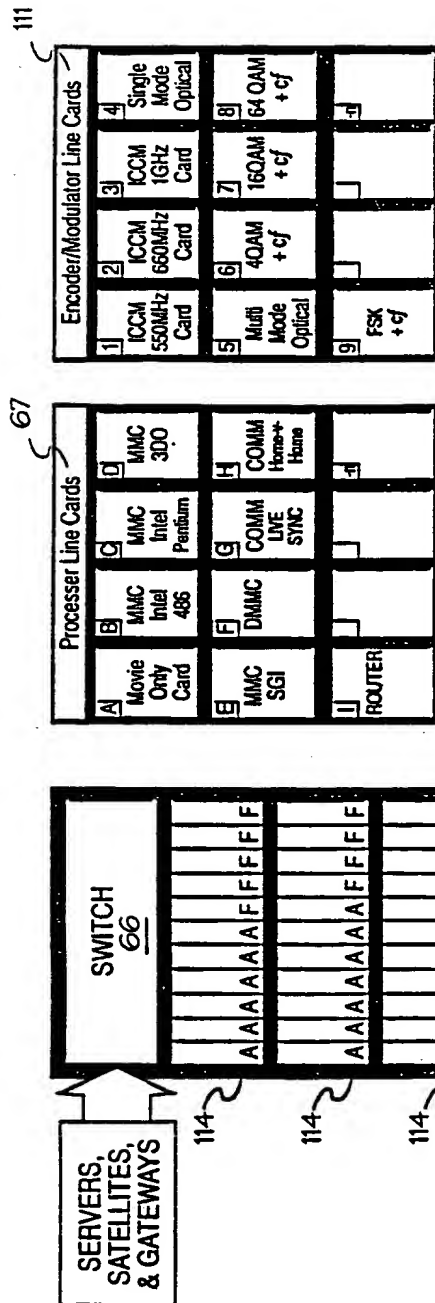 SERVERS,
SATELLITES,
& GATEWAYS
SWITCH
66
114
A A A A A A F F F F F
114
A A A A A A A F F F F
114
67
Processer Line Cards
A
Movie
Only
Card
B
MMC
Intel
486
C
MMC
Intel
Pentium
D
MMC
3DO
E
MMC
SGI
F
DMMC
G
COMM
LIVE
SYNC
H
COMM
Home↔
Home
I
ROUTER
-n
111
Encoder/Modulator Line Cards
1
ICCM
550MHz
Card
2
ICCM
660MHz
Card
3
ICCM
1GHz
Card
4
Single
Mode
Optical
5
Multi
Mode
Optical
6
4QAM
+ cf
7
16QAM
+ cf
8
64 QAM
+ cf
9
FSK
+ cf
-n